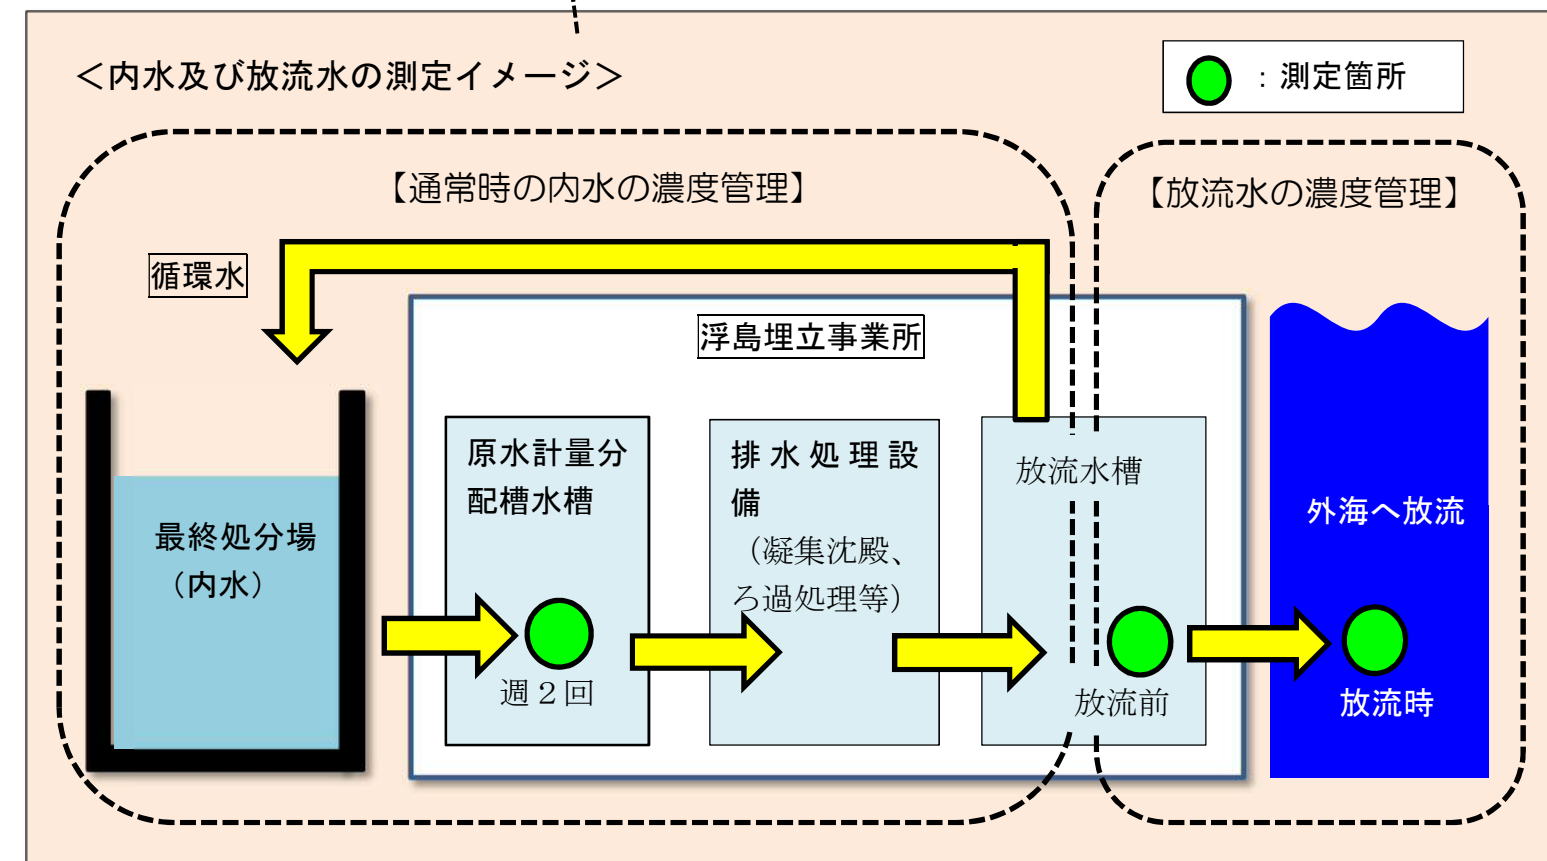 ＜内水及び放流水の測定イメージ＞
：測定箇所
【通常時の内水の濃度管理】
【放流水の濃度管理】
循環水
浮島埋立事業所
最終処分場
（内水）
原水計量分
配槽水槽
週２回
排水処理設
備
（凝集沈殿、
ろ過処理等）
放流水槽
放流前
外海へ放流
放流時